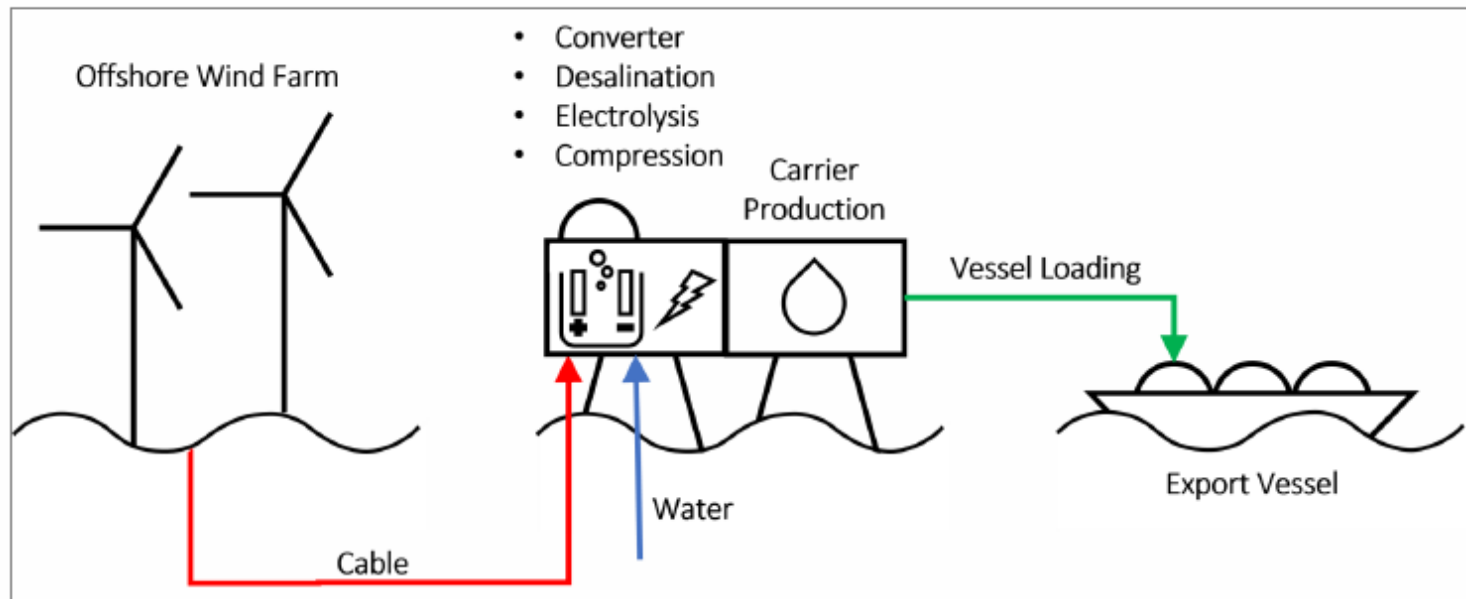 Offshore Wind Farm
• Converter
• Desalination
• Electrolysis
• Compression
Carrier
Production
Vessel Loading
Export Vessel
Water
Cable